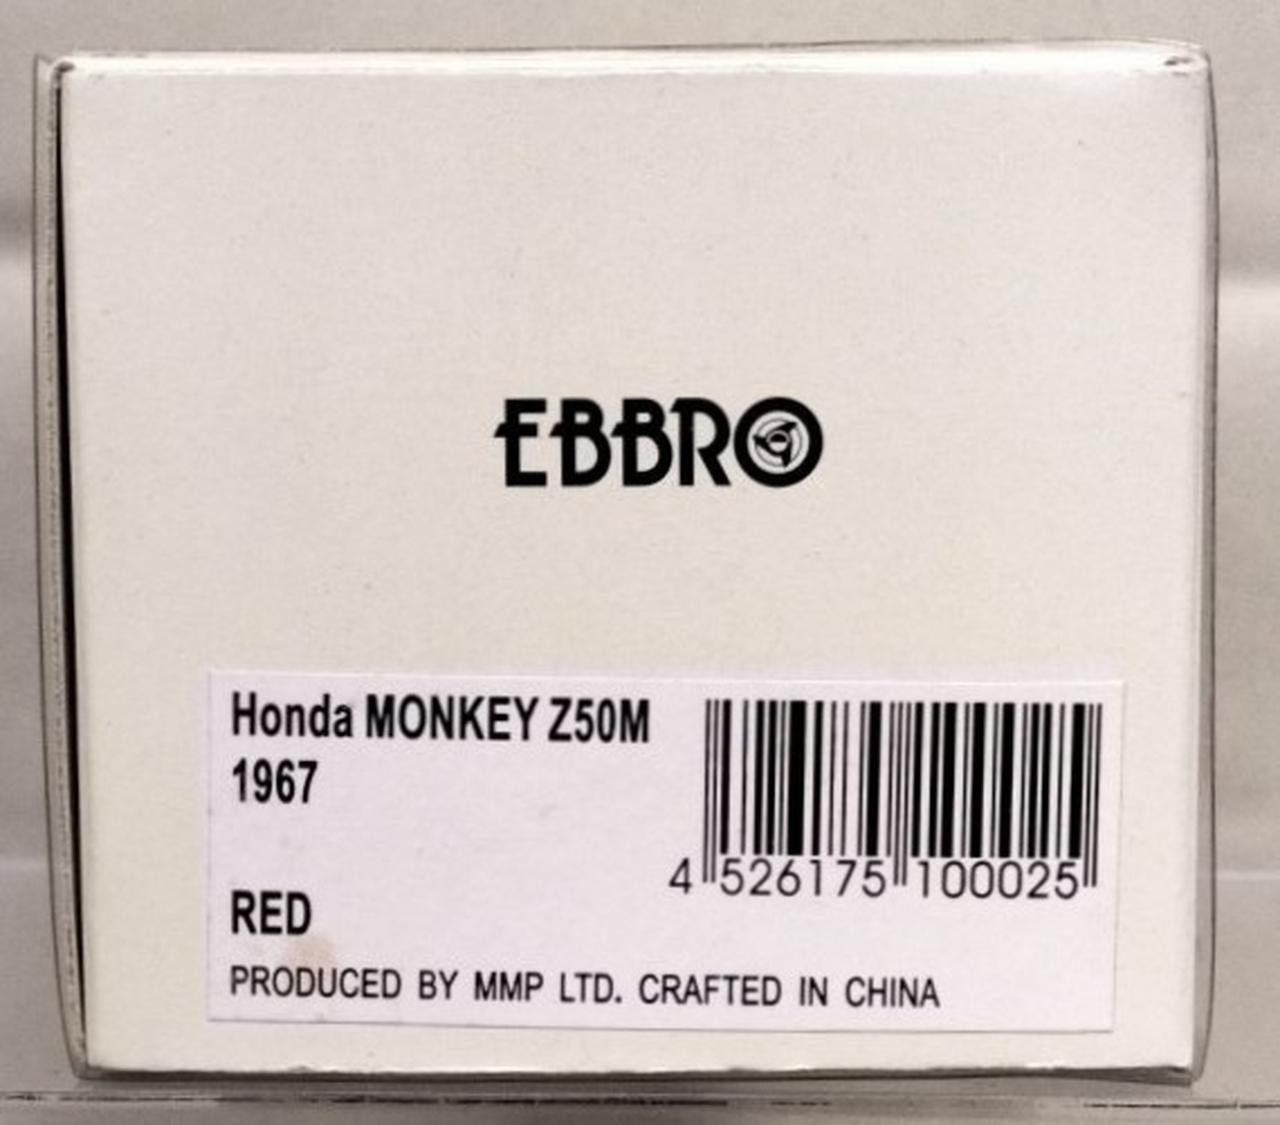 EBBRO
Honda MONKEY Z50M
1967
RED
4 526175 100025
PRODUCED BY MMP LTD. CRAFTED IN CHINA